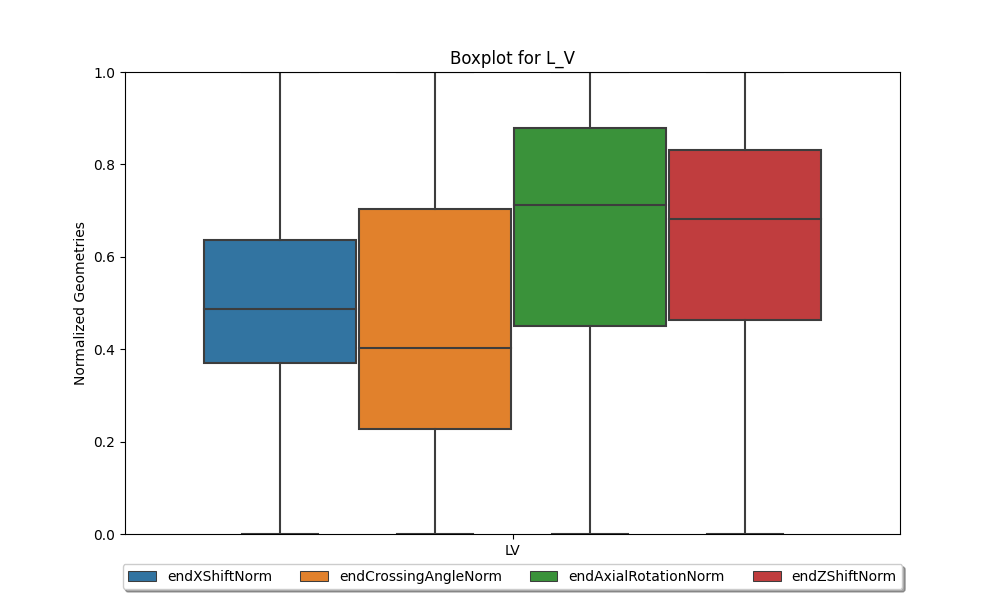 Boxplot for L_V
1.0
0.8
0.6
0.4
0.2
0.0
Normalized Geometries
LV
endXShiftNorm endCrossingAngleNorm endAxialRotationNorm endZShiftNorm